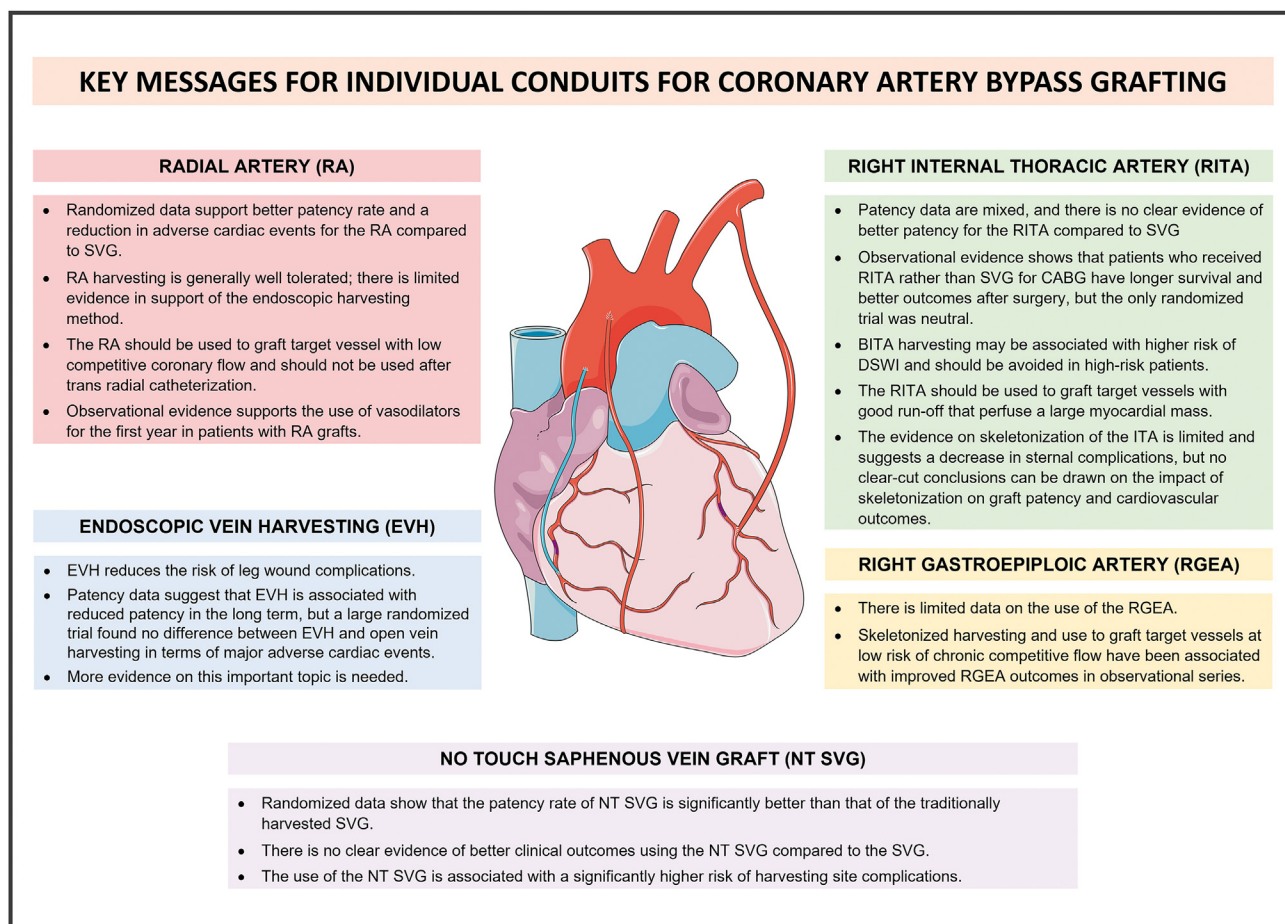 KEY MESSAGES FOR INDIVIDUAL CONDUITS FOR CORONARY ARTERY BYPASS GRAFTING
RADIAL ARTERY (RA)
• Randomized data support better patency rate and a
reduction in adverse cardiac events for the RA compared
to SVG.
• RA harvesting is generally well tolerated; there is limited
evidence in support of the endoscopic harvesting
method.
• The RA should be used to graft target vessel with low
competitive coronary flow and should not be used after
trans radial catheterization.
• Observational evidence supports the use of vasodilators
for the first year in patients with RA grafts.
ENDOSCOPIC VEIN HARVESTING (EVH)
• EVH reduces the risk of leg wound complications.
• Patency data suggest that EVH is associated with
reduced patency in the long term, but a large randomized
trial found no difference between EVH and open vein
harvesting in terms of major adverse cardiac events.
• More evidence on this important topic is needed.
RIGHT INTERNAL THORACIC ARTERY (RITA)
• Patency data are mixed, and there is no clear evidence of
better patency for the RITA compared to SVG
• Observational evidence shows that patients who received
RITA rather than SVG for CABG have longer survival and
better outcomes after surgery, but the only randomized
trial was neutral.
• BITA harvesting may be associated with higher risk of
DSWI and should be avoided in high-risk patients.
• The RITA should be used to graft target vessels with
good run-off that perfuse a large myocardial mass.
• The evidence on skeletonization of the ITA is limited and
suggests a decrease in sternal complications, but no
clear-cut conclusions can be drawn on the impact of
skeletonization on graft patency and cardiovascular
outcomes.
RIGHT GASTROEPIPLOIC ARTERY (RGEA)
• There is limited data on the use of the RGEA.
• Skeletonized harvesting and use to graft target vessels at
low risk of chronic competitive flow have been associated
with improved RGEA outcomes in observational series.
NO TOUCH SAPHENOUS VEIN GRAFT (NT SVG)
• Randomized data show that the patency rate of NT SVG is significantly better than that of the traditionally
harvested SVG.
• There is no clear evidence of better clinical outcomes using the NT SVG compared to the SVG.
• The use of the NT SVG is associated with a significantly higher risk of harvesting site complications.